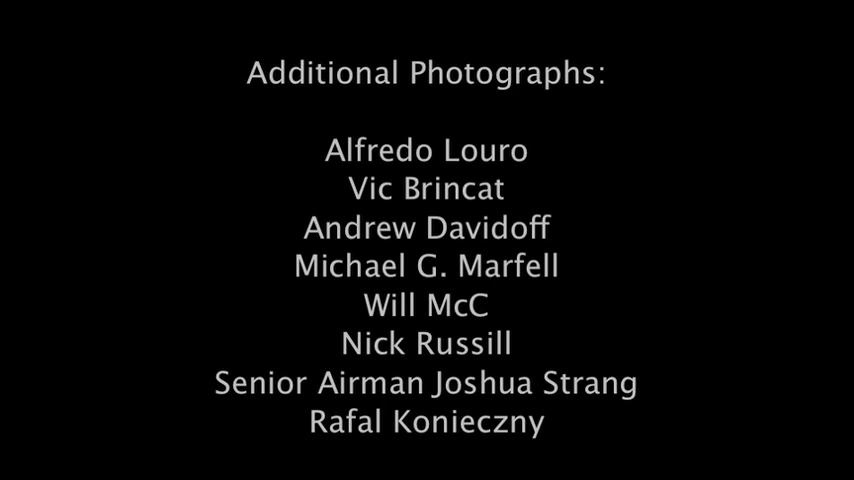 Additional Photographs:
Alfredo Louro
Vic Brincat
Andrew Davidoff
Michael G. Marfell
Will McC
Nick Russill
Senior Airman Joshua Strang
Rafal Konieczny